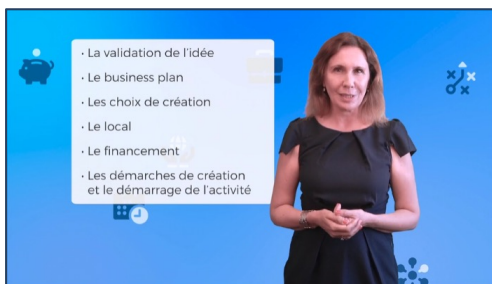 • La validation de l'idée
• Le business plan
• Les choix de création
• Le local
• Le financement
• Les démarches de création
et le démarrage de l'activité